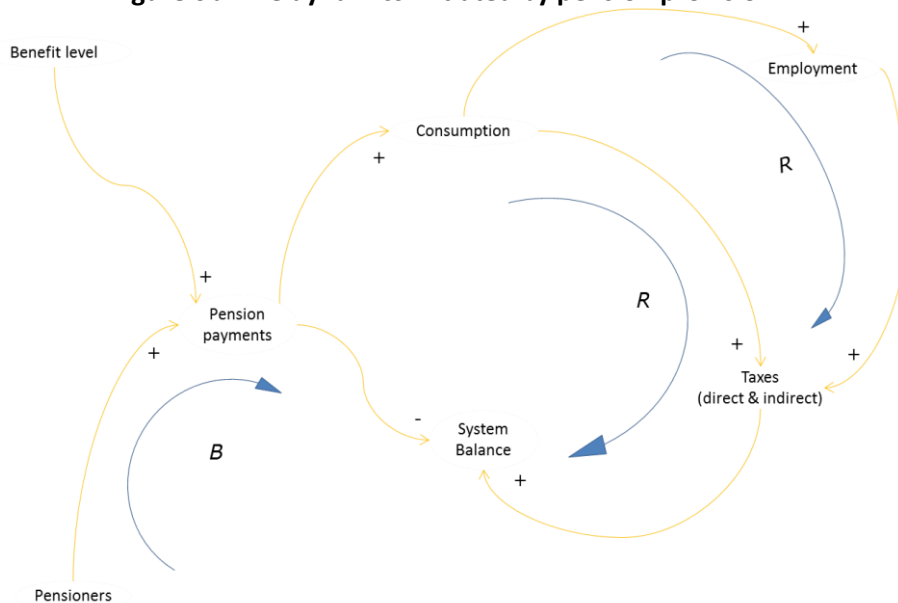 Benefit level
+
Employment
Consumption
+
R
+
Pension
payments
+
R
+
+
Taxes
(direct & indirect)
-
System
Balance
B
+
Pensioners